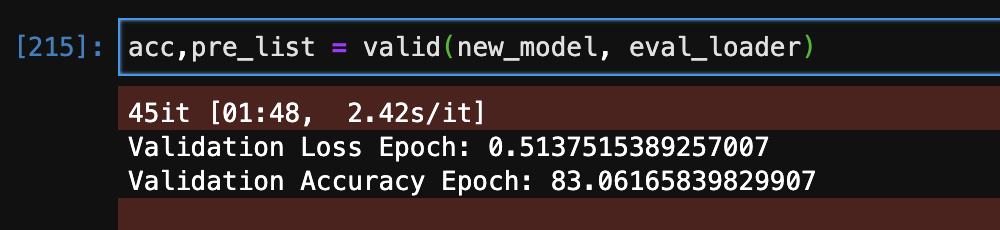 [215]: acc,pre_list = valid(new_model, eval_loader)
45it [01:48,  2.42s/it]
Validation Loss Epoch: 0.5137515389257007
Validation Accuracy Epoch: 83.06165839829907